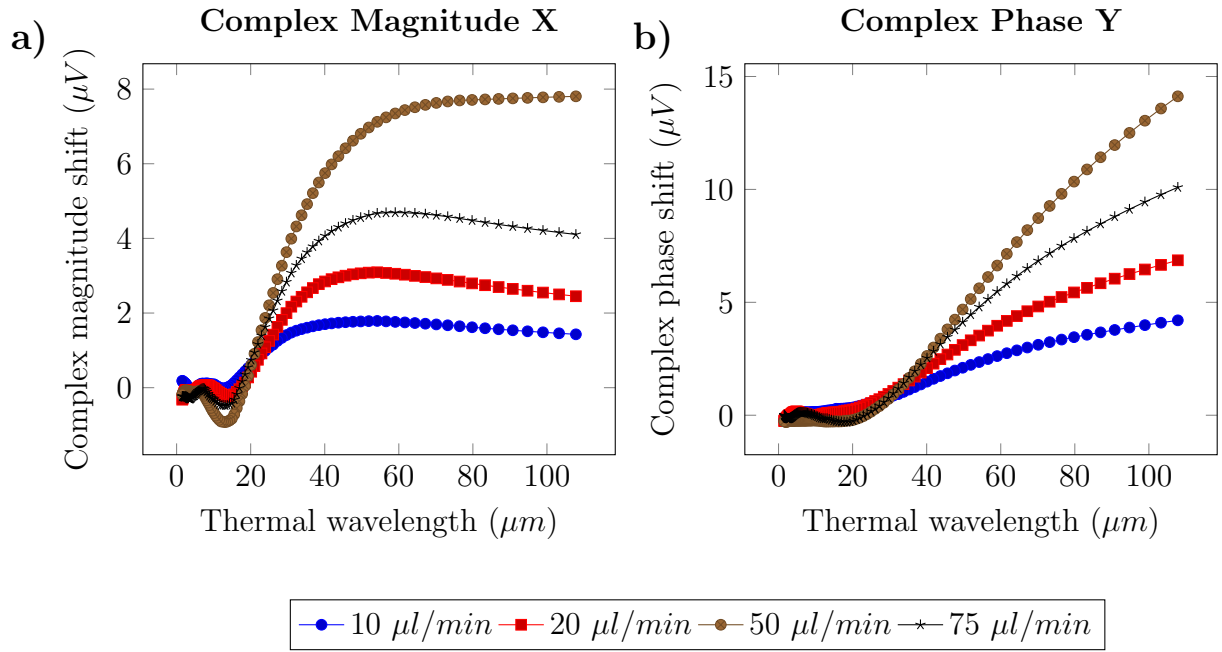 a)
Complex Magnitude X
Complex magnitude shift (μV)
8
6
4
2
0
0 20 40 60 80 100
Thermal wavelength (μm)
b)
Complex Phase Y
Complex phase shift (μV)
15
10
5
0
0 20 40 60 80 100
Thermal wavelength (μm)
10 μl/min 20 μl/min 50 μl/min 75 μl/min